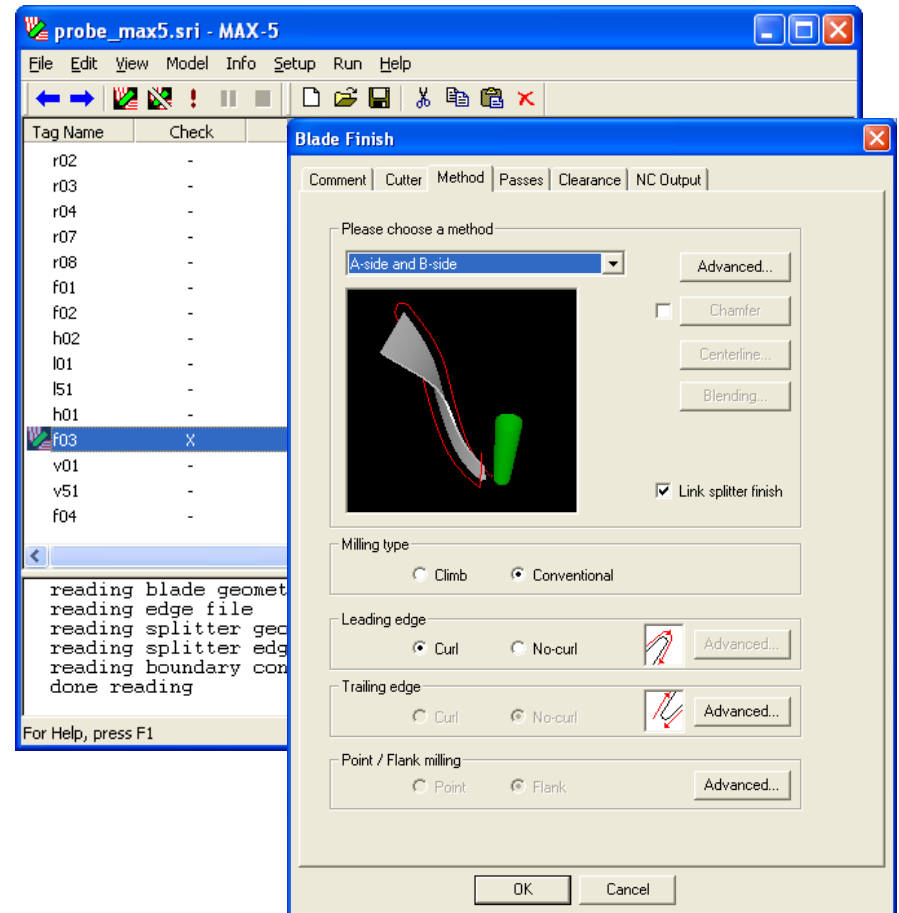 probe_max5.sri - MAX-5
File Edit View Model Info Setup Run Help
Tag Name Check
r02 -
r03 -
r04 -
r07 -
r08 -
f01 -
f02 -
h02 -
l01 -
l51 -
h01 -
f03 X
v01 -
v51 -
f04 -
reading blade geomet
reading edge file
reading splitter geo
reading splitter edg
reading boundary con
done reading
For Help, press F1
Blade Finish
Comment Cutter Method Passes Clearance NC Output
Please choose a method
A-side and B-side Advanced...
Chamfer
Centerline...
Blending...
Link splitter finish
Milling type
Climb Conventional
Leading edge
Curl No-curl Advanced...
Trailing edge
Curl No-curl Advanced...
Point / Flank milling
Point Flank Advanced...
OK Cancel